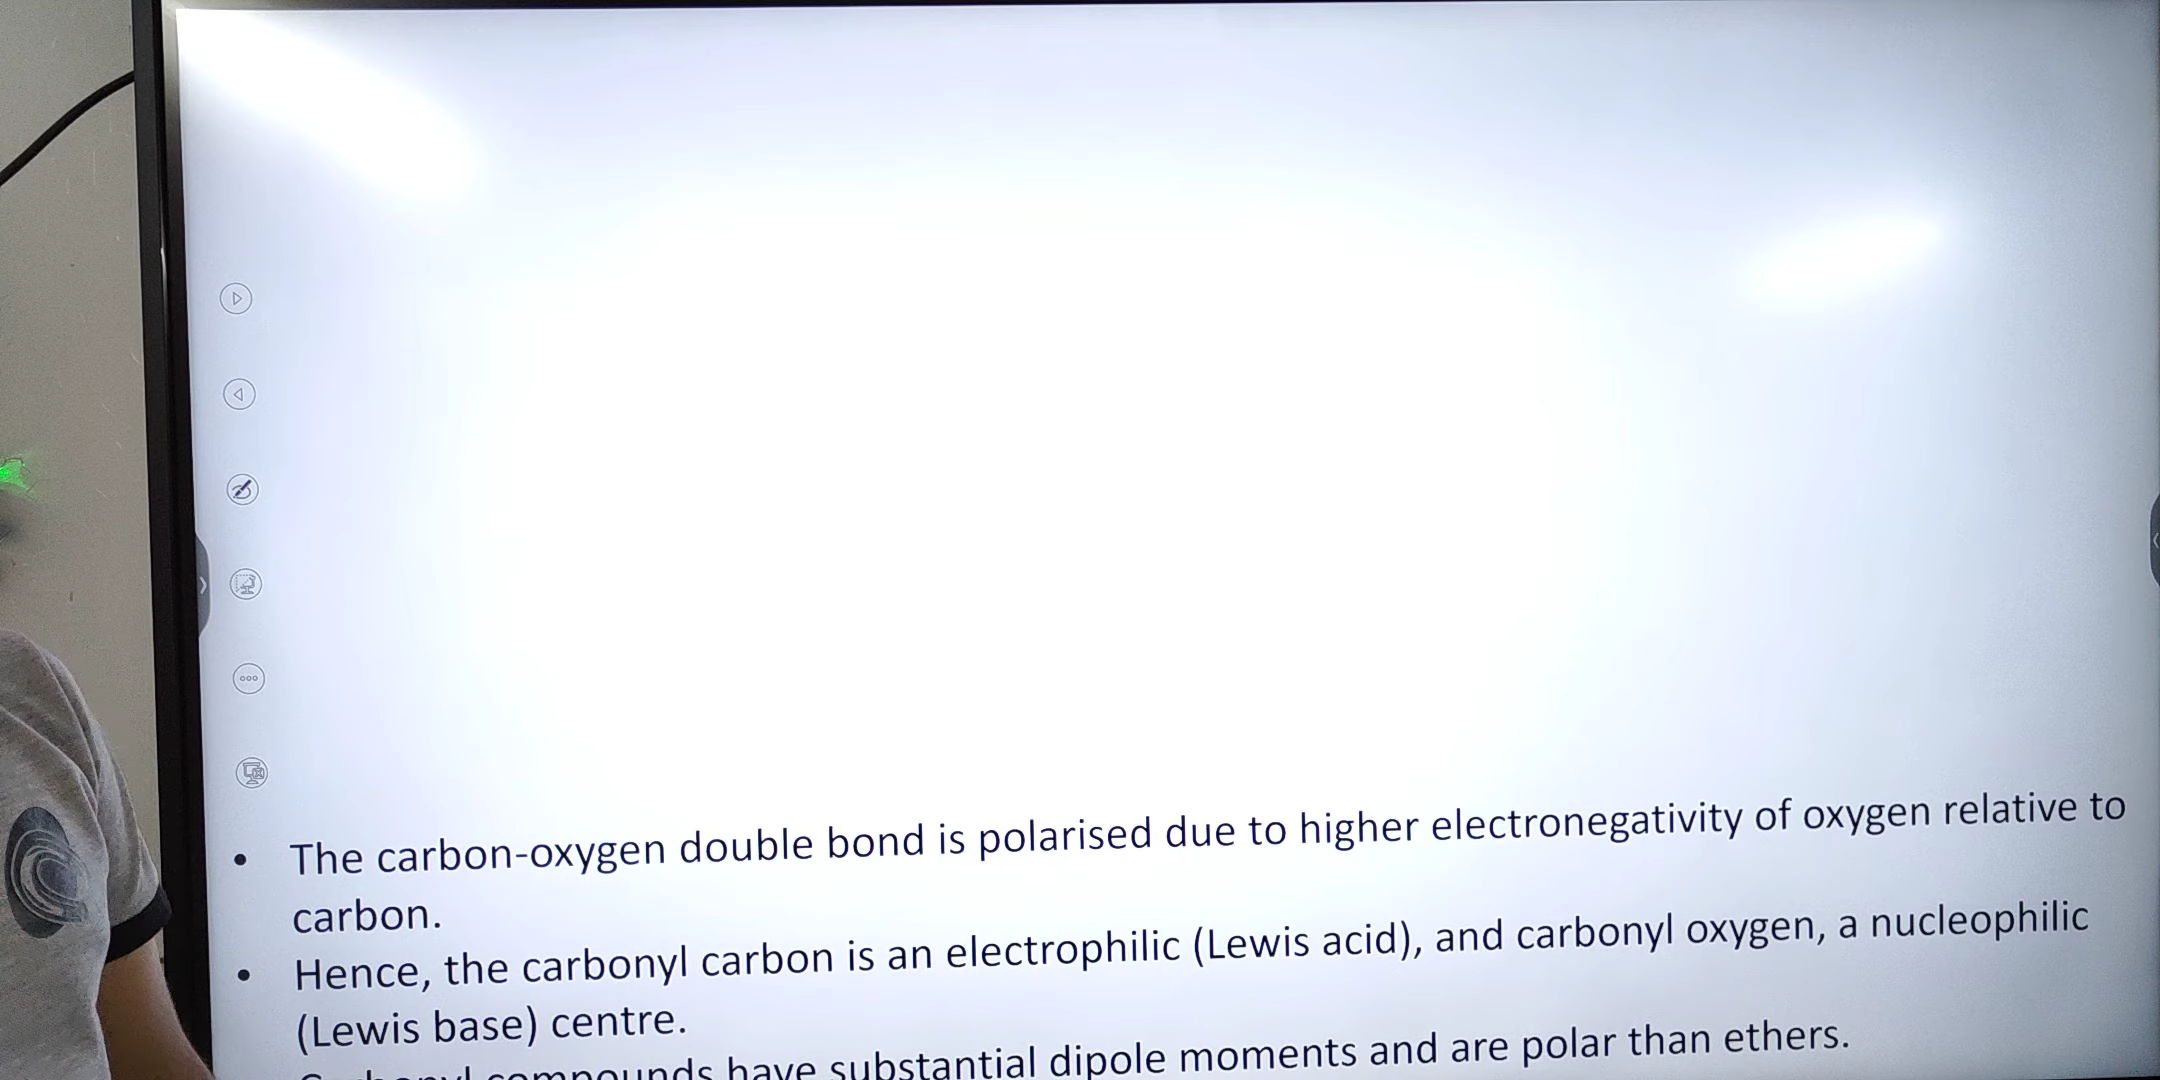 • The carbon-oxygen double bond is polarised due to higher electronegativity of oxygen relative to
carbon.
• Hence, the carbonyl carbon is an electrophilic (Lewis acid), and carbonyl oxygen, a nucleophilic
(Lewis base) centre.
Carbonyl compounds have substantial dipole moments and are polar than ethers.